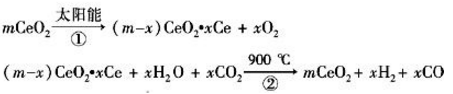 mCeO₂ 太阳能 ① (m-x)CeO₂•xCe + xO₂
(m-x)CeO₂•xCe + xH₂O + xCO₂ 900 ℃ ② mCeO₂+xH₂+xCO